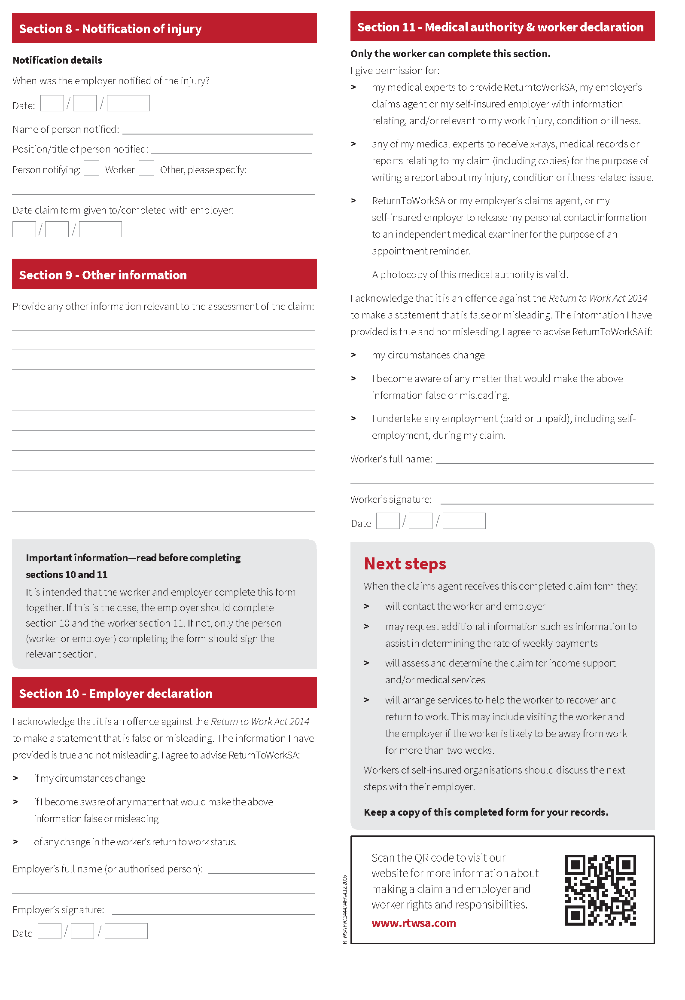 Section 8 - Notification of injury
Notification details
When was the employer notified of the injury?
Date: / /
Name of person notified:
Position/title of person notified:
Person notifying: Worker Other, please specify:
Date claim form given to/completed with employer:
/ /
Section 9 - Other information
Provide any other information relevant to the assessment of the claim:
Important information—read before completing
sections 10 and 11
It is intended that the worker and employer complete this form
together. If this is the case, the employer should complete
section 10 and the worker section 11. If not, only the person
(worker or employer) completing the form should sign the
relevant section.
Section 10 - Employer declaration
I acknowledge that it is an offence against the Return to Work Act 2014
to make a statement that is false or misleading. The information I have
provided is true and not misleading. I agree to advise ReturnToWorkSA:
> if my circumstances change
> if I become aware of any matter that would make the above
information false or misleading
> of any change in the worker's return to work status.
Employer's full name (or authorised person):
Employer's signature:
Date / /
Section 11 - Medical authority & worker declaration
Only the worker can complete this section.
I give permission for:
> my medical experts to provide ReturntoWorkSA, my employer's
claims agent or my self-insured employer with information
relating, and/or relevant to my work injury, condition or illness.
> any of my medical experts to receive x-rays, medical records or
reports relating to my claim (including copies) for the purpose of
writing a report about my injury, condition or illness related issue.
> ReturnToWorkSA or my employer's claims agent, or my
self-insured employer to release my personal contact information
to an independent medical examiner for the purpose of an
appointment reminder.
A photocopy of this medical authority is valid.
I acknowledge that it is an offence against the Return to Work Act 2014
to make a statement that is false or misleading. The information I have
provided is true and not misleading. I agree to advise ReturnToWorkSA if:
> my circumstances change
> I become aware of any matter that would make the above
information false or misleading.
> I undertake any employment (paid or unpaid), including self-
employment, during my claim.
Worker's full name:
Worker's signature:
Date / /
Next steps
When the claims agent receives this completed claim form they:
> will contact the worker and employer
> may request additional information such as information to
assist in determining the rate of weekly payments
> will assess and determine the claim for income support
and/or medical services
> will arrange services to help the worker to recover and
return to work. This may include visiting the worker and
the employer if the worker is likely to be away from work
for more than two weeks.
Workers of self-insured organisations should discuss the next
steps with their employer.
Keep a copy of this completed form for your records.
Scan the QR code to visit our
website for more information about
making a claim and employer and
worker rights and responsibilities.
www.rtwsa.com
RTWSA.FVC.1444.v4FA.4.12.2015